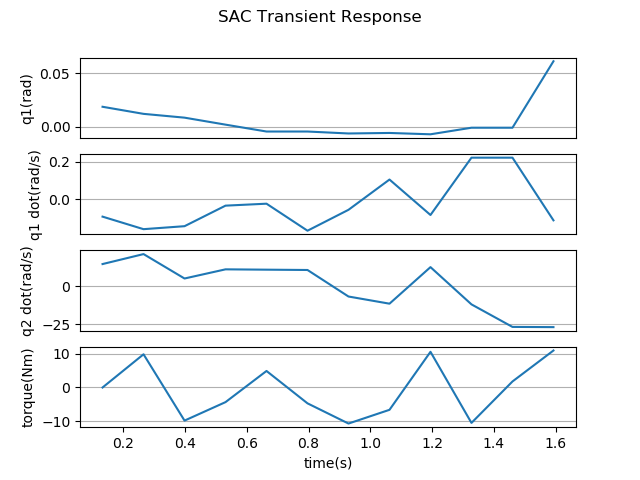 SAC Transient Response
q1(rad)
0.05
0.00
q1 dot(rad/s)
0.2
0.0
q2 dot(rad/s)
0
−25
torque(Nm)
10
0
−10
0.2 0.4 0.6 0.8 1.0 1.2 1.4 1.6
time(s)